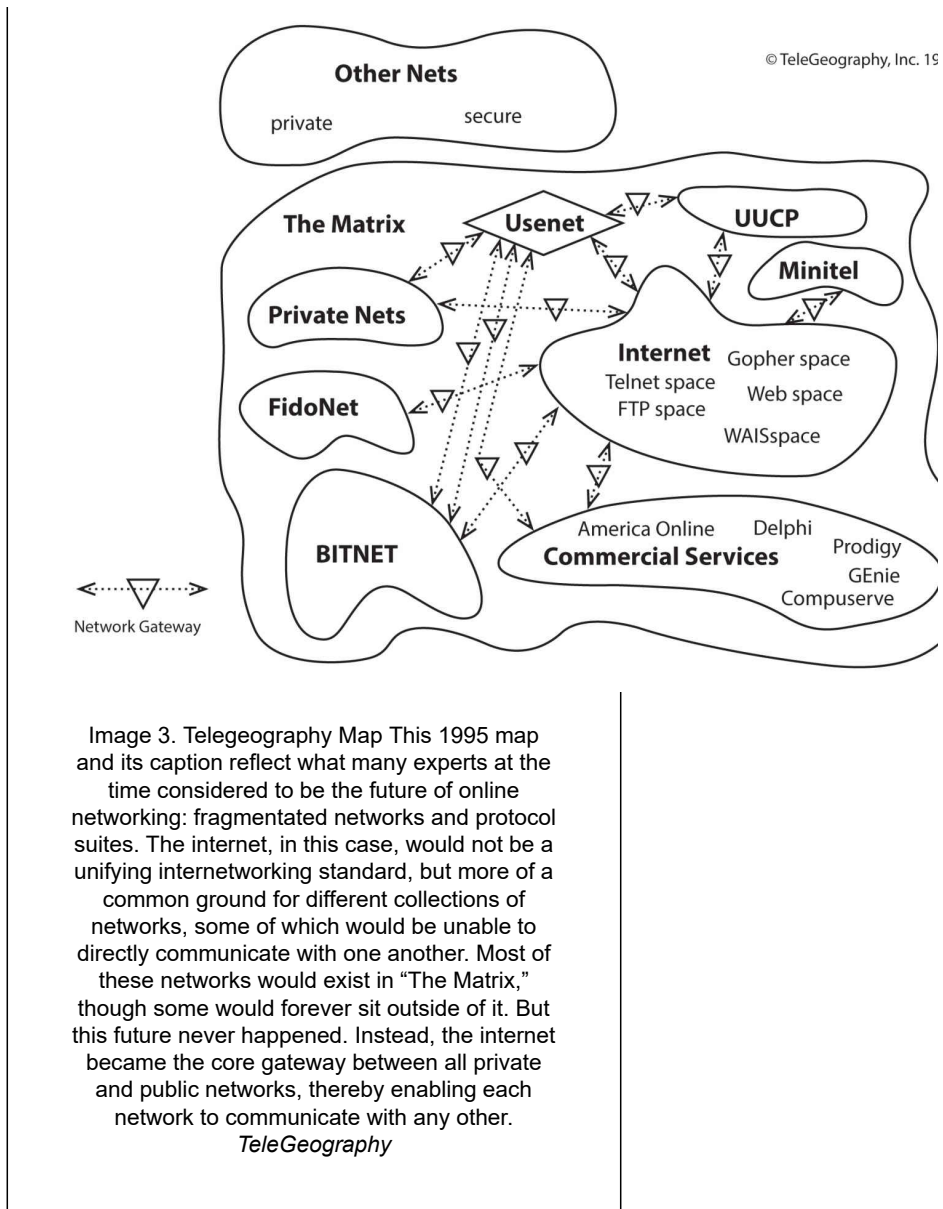 © TeleGeography, Inc. 19
Other Nets
private
secure
The Matrix
Usenet
UUCP
Minitel
Private Nets
Internet
Gopher space
Telnet space
Web space
FTP space
WAISspace
FidoNet
BITNET
America Online
Delphi
Commercial Services
Prodigy
GEnie
Compuserve
Network Gateway
Image 3. Telegeography Map This 1995 map
and its caption reflect what many experts at the
time considered to be the future of online
networking: fragmentated networks and protocol
suites. The internet, in this case, would not be a
unifying internetworking standard, but more of a
common ground for different collections of
networks, some of which would be unable to
directly communicate with one another. Most of
these networks would exist in “The Matrix,”
though some would forever sit outside of it. But
this future never happened. Instead, the internet
became the core gateway between all private
and public networks, thereby enabling each
network to communicate with any other.
TeleGeography